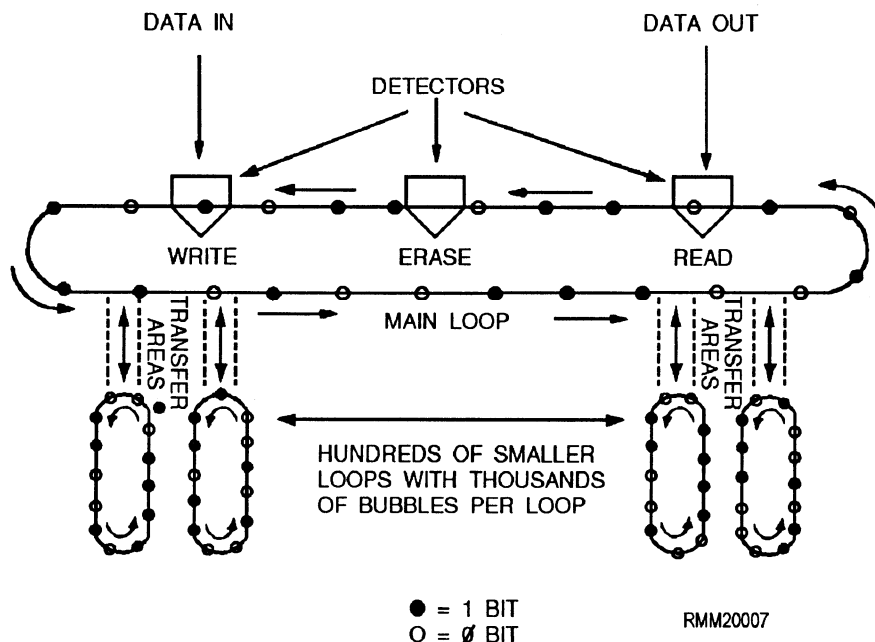 DATA IN
DATA OUT
DETECTORS
WRITE
ERASE
READ
MAIN LOOP
TRANSFER
AREAS
TRANSFER
AREAS
HUNDREDS OF SMALLER
LOOPS WITH THOUSANDS
OF BUBBLES PER LOOP
● = 1 BIT
O = Ø BIT
RMM20007